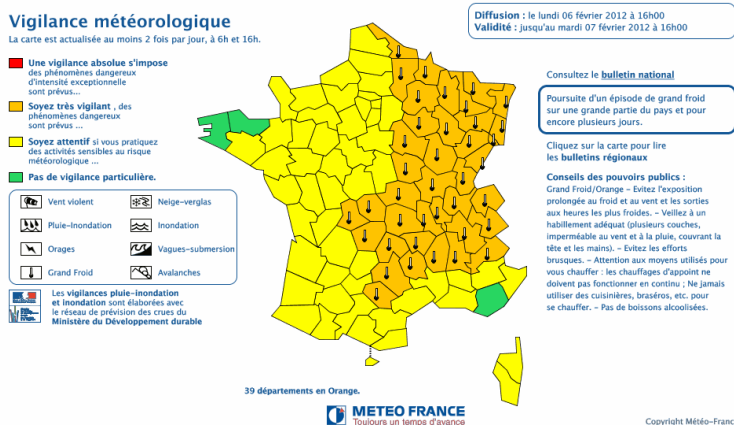 Vigilance météorologique
La carte est actualisée au moins 2 fois par jour, à 6h et 16h.
Diffusion : le lundi 06 février 2012 à 16h00
Validité : jusqu'au mardi 07 février 2012 à 16h00
Une vigilance absolue s'impose
des phénomènes dangereux
d'intensité exceptionnelle
sont prévus...
Soyez très vigilant , des
phénomènes dangereux
sont prévus ...
Soyez attentif si vous pratiquez
des activités sensibles au risque
météorologique ...
Pas de vigilance particulière.
Vent violent
Neige-verglas
Pluie-Inondation
Inondation
Orages
Vagues-submersion
Grand Froid
Avalanches
Les vigilances pluie-inondation
et inondation sont élaborées avec
le réseau de prévision des crues du
Ministère du Développement durable
39 départements en Orange.
METEO FRANCE
Toujours un temps d'avance
Consultez le bulletin national
Poursuite d'un épisode de grand froid
sur une grande partie du pays et pour
encore plusieurs jours.
Cliquez sur la carte pour lire
les bulletins régionaux
Conseils des pouvoirs publics :
Grand Froid/Orange - Evitez l'exposition
prolongée au froid et au vent et les sorties
aux heures les plus froides. - Veillez à un
habillement adéquat (plusieurs couches,
imperméable au vent et à la pluie, couvrant la
tête et les mains). - Evitez les efforts
brusques. - Attention aux moyens utilisés pour
vous chauffer : les chauffages d'appoint ne
doivent pas fonctionner en continu ; Ne jamais
utiliser des cuisinières, braséros, etc. pour
se chauffer. - Pas de boissons alcoolisées.
Copyright Météo-Franc